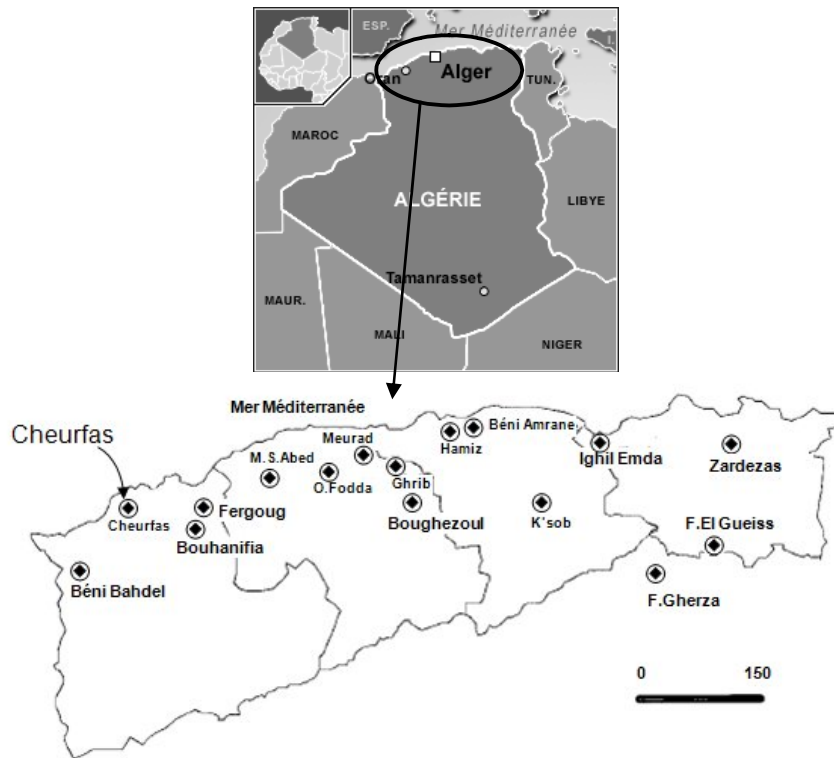 ESP.
Mer Méditerranée
I.
Oran
Alger
TUN.
MAROC
ALGÉRIE
LIBYE
Tamanrasset
MAUR.
MALI
NIGER
Mer Méditerranée
Cheurfas
Meurad
Hamiz
Béni Amrane
M.S.Abed
O.Fodda
Ghrib
Ighil Emda
Zardezas
Cheurfas
Fergoug
Bouhanifia
Boughezoul
K'sob
F.El Gueiss
Béni Bahdel
F.Gherza
0 150